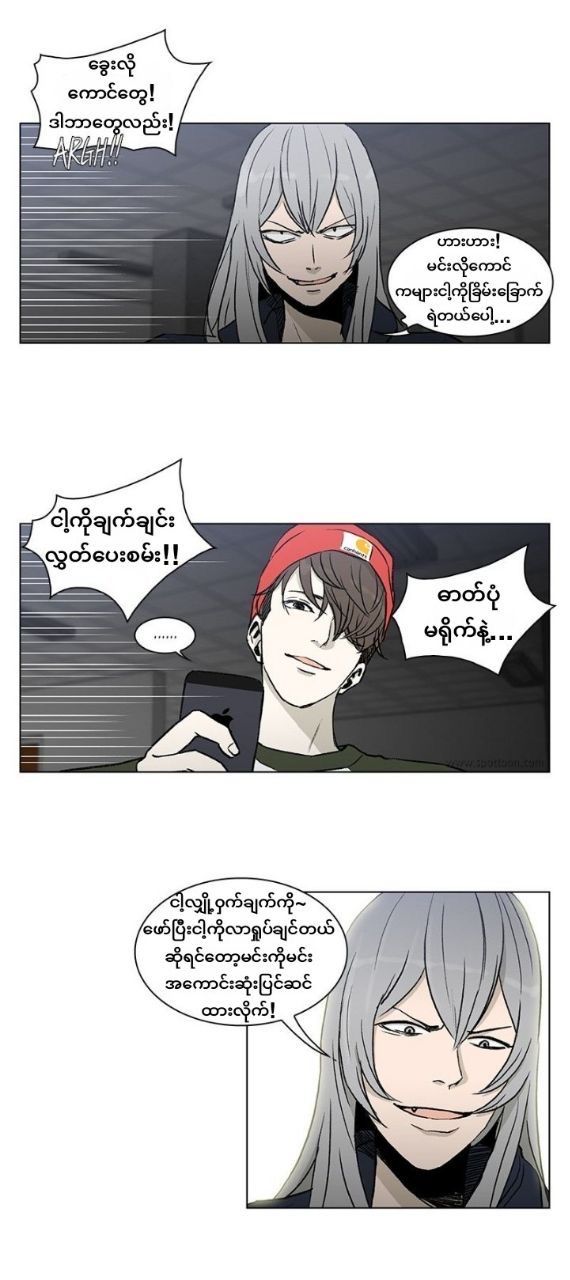 ခွေးလို
ကောင်တွေ!
ဒါဘာတွေလည်း!
ARGH!!
ဟားဟား!
မင်းလိုကောင်
ကများငါ့ကိုခြိမ်းခြောက်
ရဲတယ်ပေါ့...
ငါ့ကိုချက်ချင်း
လွှတ်ပေးစမ်း!!
......
carhartt
ဓာတ်ပုံ
မရိုက်နဲ့...
www.spottoon.com
ငါ့လျှို့ဝှက်ချက်ကို~
ဖော်ပြီးငါ့ကိုလာရှုပ်ချင်တယ်
ဆိုရင်တော့မင်းကိုမင်း
အကောင်းဆုံးပြင်ဆင်
ထားလိုက်!